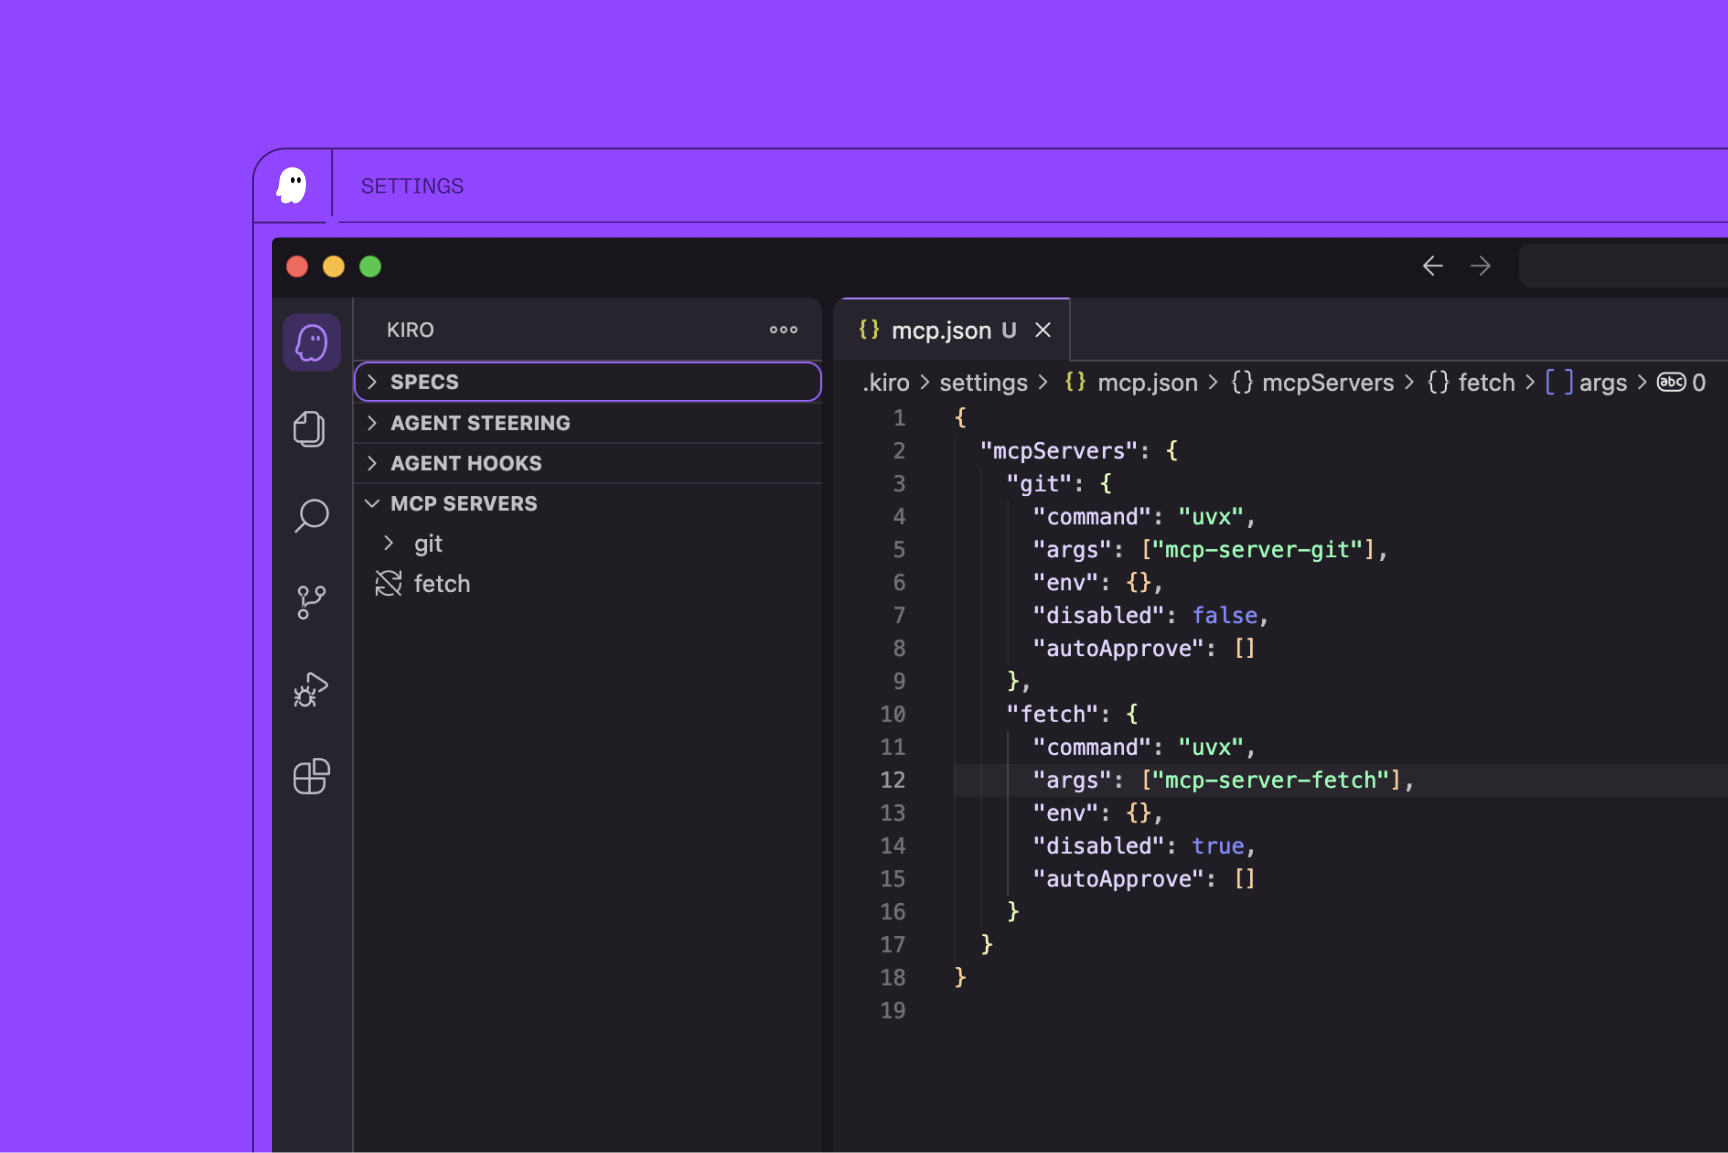 SETTINGS
KIRO
SPECS
AGENT STEERING
AGENT HOOKS
MCP SERVERS
git
fetch
{} mcp.json U
.kiro > settings > {} mcp.json > {} mcpServers > {} fetch > [ ] args > abc 0
1 {
2   "mcpServers": {
3     "git": {
4       "command": "uvx",
5       "args": ["mcp-server-git"],
6       "env": {},
7       "disabled": false,
8       "autoApprove": []
9     },
10     "fetch": {
11       "command": "uvx",
12       "args": ["mcp-server-fetch"],
13       "env": {},
14       "disabled": true,
15       "autoApprove": []
16     }
17   }
18 }
19